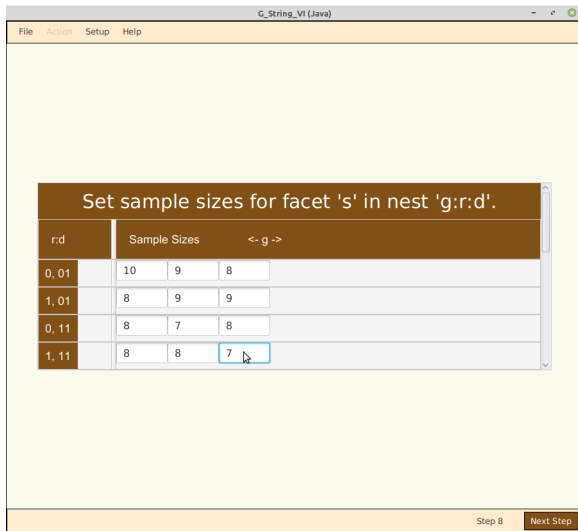 G_String_VI (Java)
File Action Setup Help
Set sample sizes for facet 's' in nest 'g:r:d'.
r:d Sample Sizes <- g ->
0, 01 10 9 8
1, 01 8 9 9
0, 11 8 7 8
1, 11 8 8 7
Step 8 Next Step